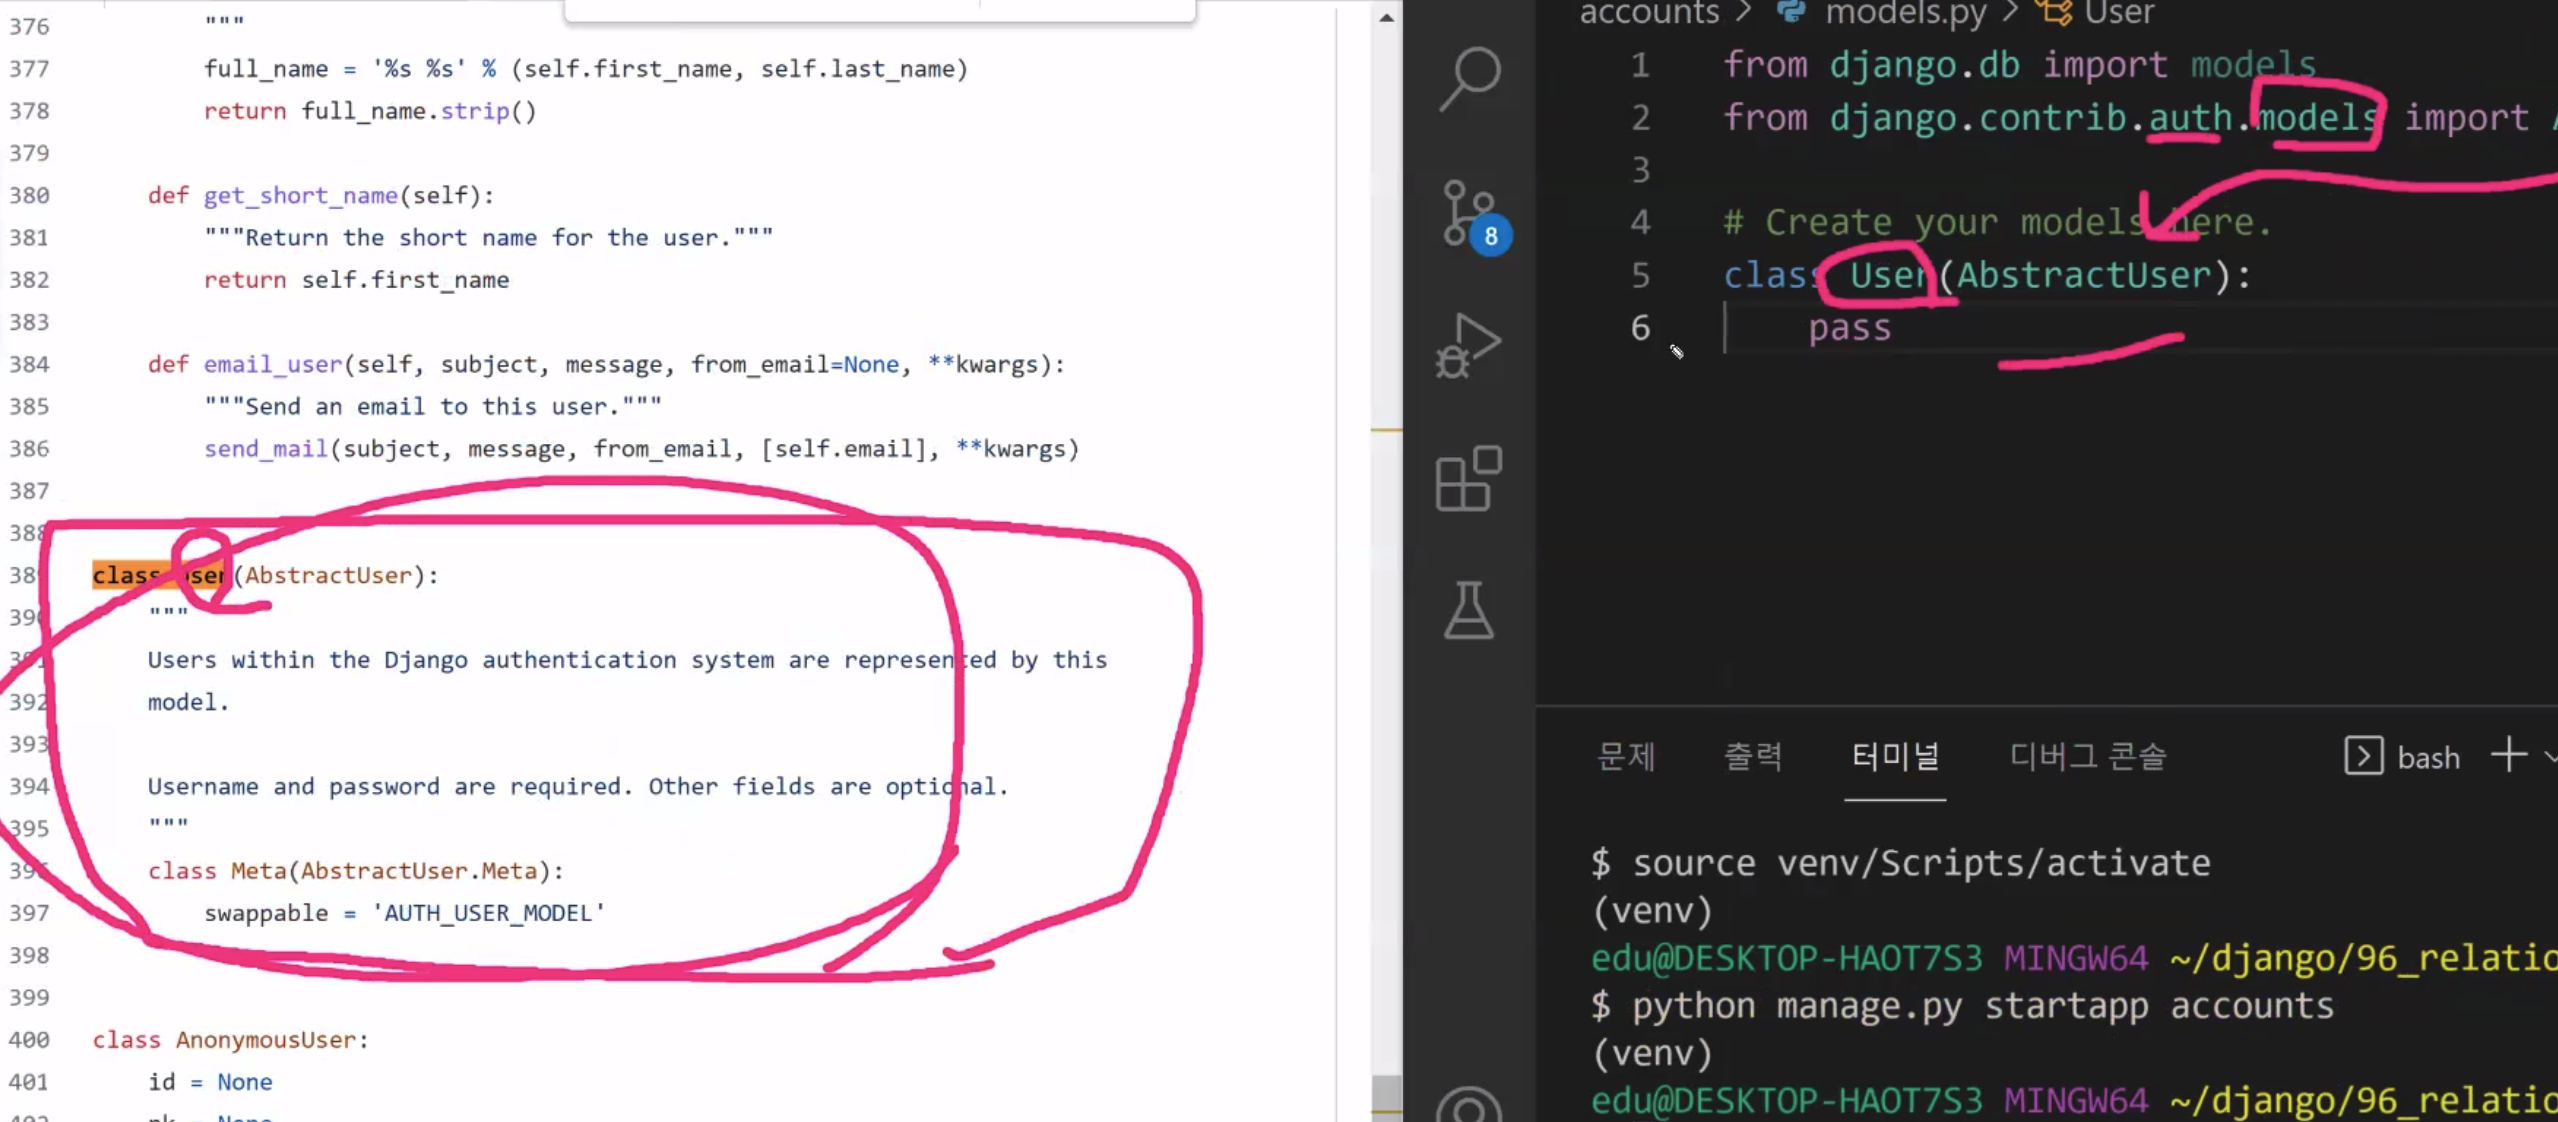 376 """
377 full_name = '%s %s' % (self.first_name, self.last_name)
378 return full_name.strip()
379
380 def get_short_name(self):
381 """Return the short name for the user."""
382 return self.first_name
383
384 def email_user(self, subject, message, from_email=None, **kwargs):
385 """Send an email to this user."""
386 send_mail(subject, message, from_email, [self.email], **kwargs)
387
388
389 class User(AbstractUser):
390 """
391 Users within the Django authentication system are represented by this
392 model.
393
394 Username and password are required. Other fields are optional.
395 """
396 class Meta(AbstractUser.Meta):
397 swappable = 'AUTH_USER_MODEL'
398
399
400 class AnonymousUser:
401 id = None
accounts > models.py > User
1 from django.db import models
2 from django.contrib.auth.models import
3
4 # Create your models here.
5 class User(AbstractUser):
6 pass
8
문제 출력 터미널 디버그 콘솔 bash
$ source venv/Scripts/activate
(venv)
edu@DESKTOP-HAOT7S3 MINGW64 ~/django/96_relatio
$ python manage.py startapp accounts
(venv)
edu@DESKTOP-HAOT7S3 MINGW64 ~/django/96_relatio